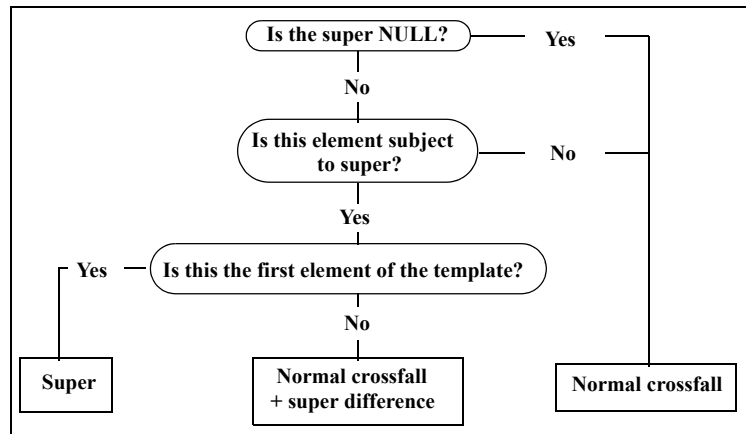 Is the super NULL?
Yes
No
Is this element subject
to super?
No
Yes
Yes
Is this the first element of the template?
No
Super
Normal crossfall
+ super difference
Normal crossfall